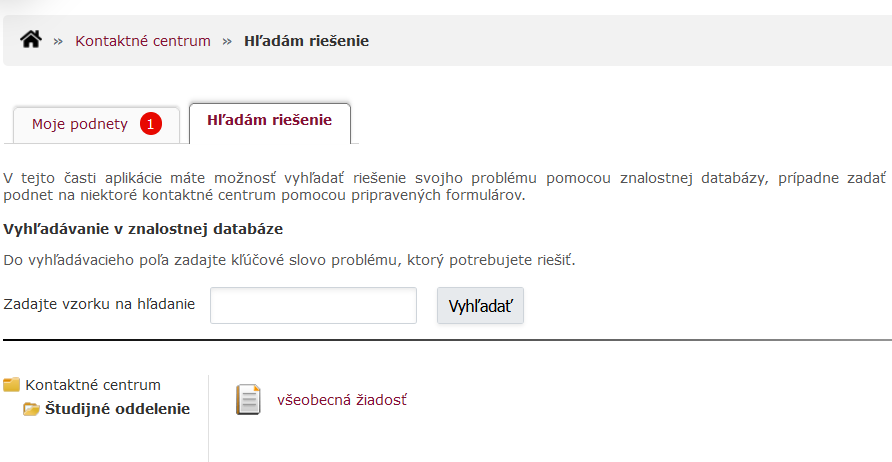 » Kontaktné centrum » Hľadám riešenie
Moje podnety 1 Hľadám riešenie
V tejto časti aplikácie máte možnosť vyhľadať riešenie svojho problému pomocou znalostnej databázy, prípadne zadať
podnet na niektoré kontaktné centrum pomocou pripravených formulárov.
Vyhľadávanie v znalostnej databáze
Do vyhľadávacieho poľa zadajte kľúčové slovo problému, ktorý potrebujete riešiť.
Zadajte vzorku na hľadanie Vyhľadať
Kontaktné centrum
Študijné oddelenie
všeobecná žiadosť